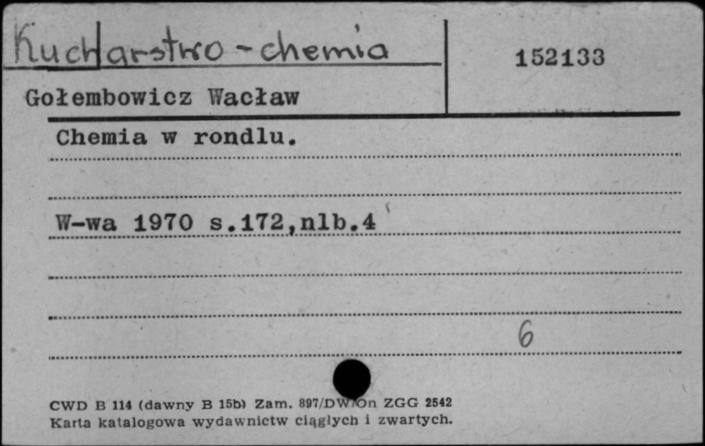 Kucharstwo - chemia
152133
Gołembowicz Wacław
Chemia w rondlu.
W-wa 1970 s.172,nlb.4
6
CWD B 114 (dawny B 15b) Zam. 897/DW/On ZGG 2542
Karta katalogowa wydawnictw ciągłych i zwartych.